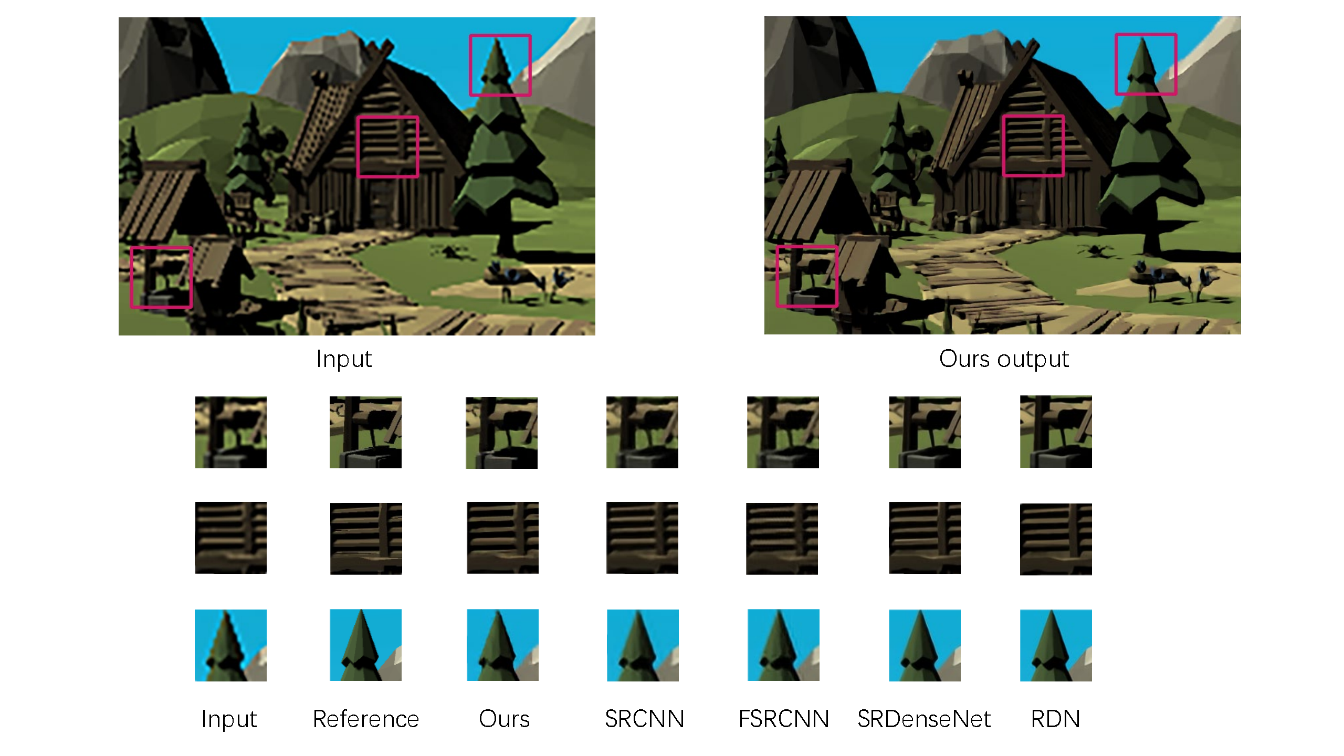 Input
Ours output
Input
Reference
Ours
SRCNN
FSRCNN
SRDenseNet
RDN